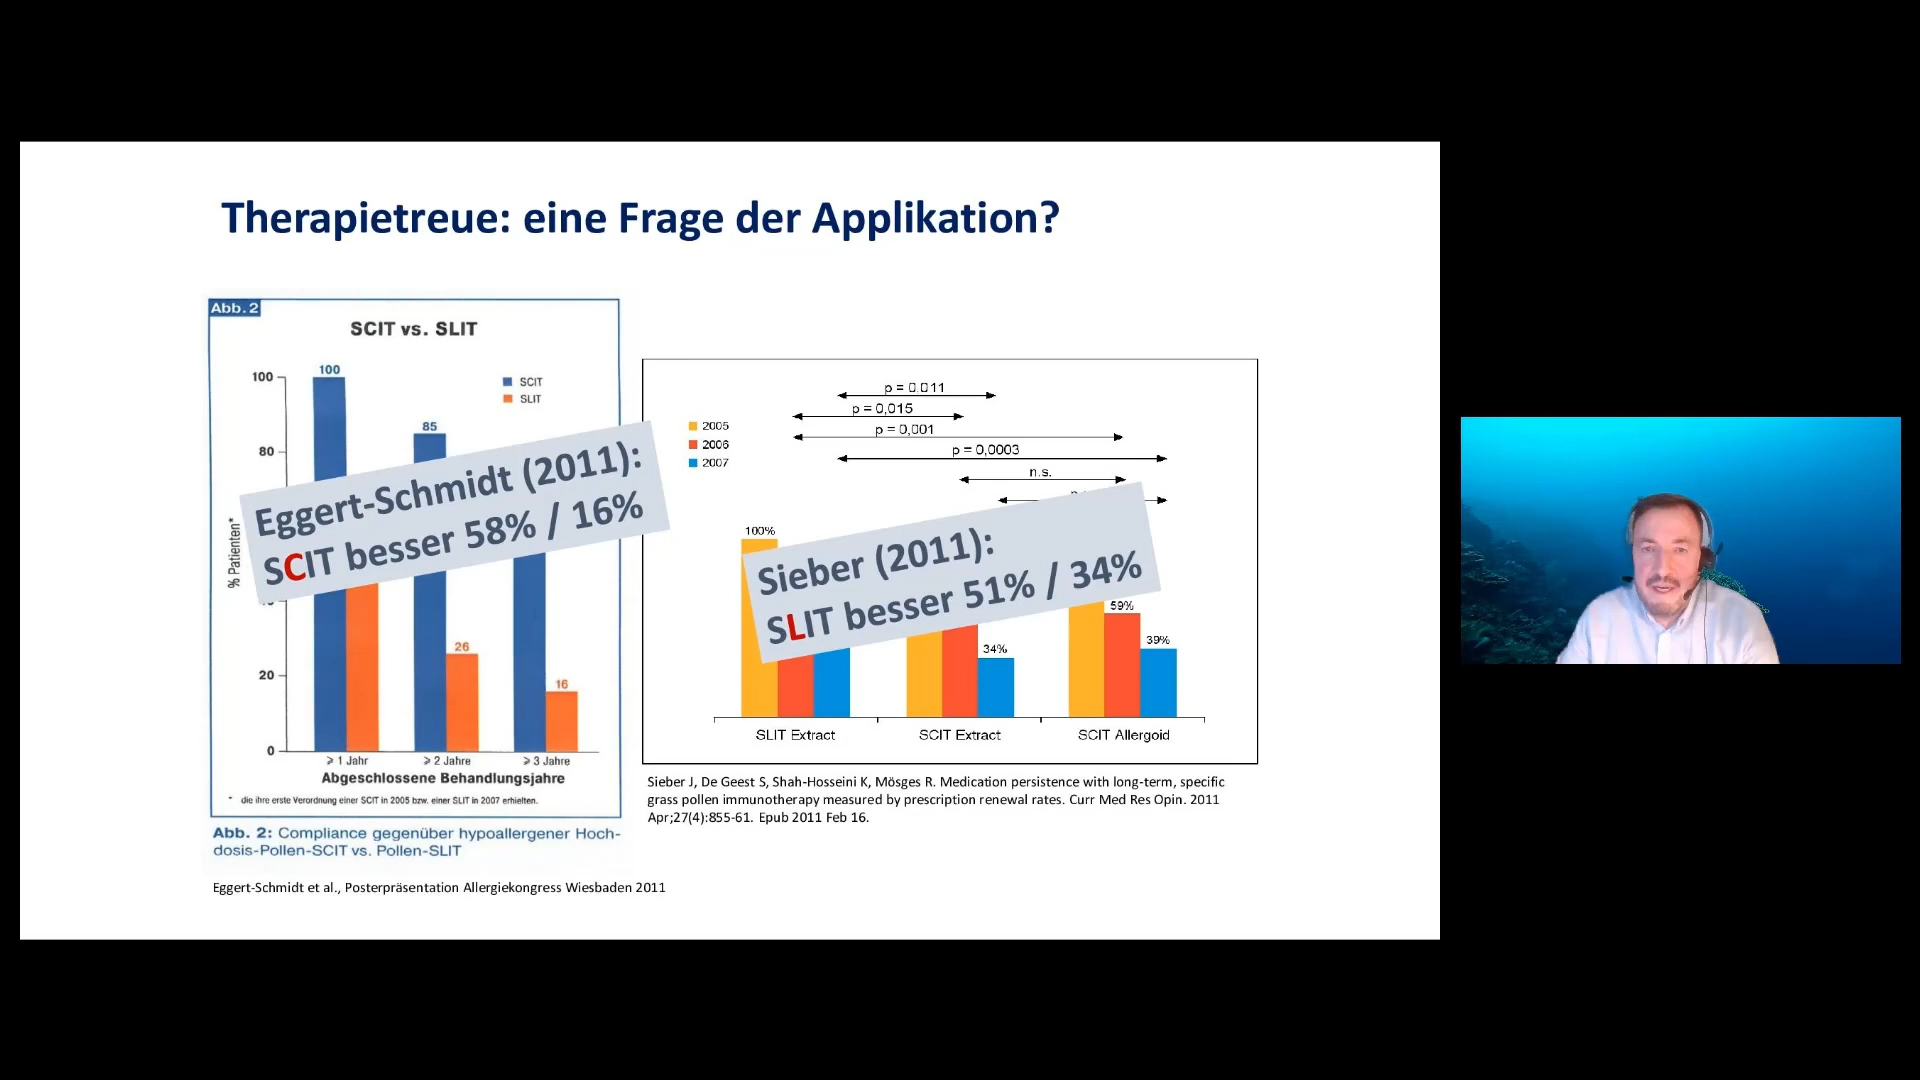 Therapietreue: eine Frage der Applikation?
Abb. 2
SCIT vs. SLIT
100
80
20
0
% Patienten*
100
85
26
16
SCIT
SLIT
Eggert-Schmidt (2011):
SCIT besser 58% / 16%
⩾ 1 Jahr
⩾ 2 Jahre
⩾ 3 Jahre
Abgeschlossene Behandlungsjahre
* die ihre erste Verordnung einer SCIT in 2005 bzw. einer SLIT in 2007 erhielten.
Abb. 2: Compliance gegenüber hypoallergener Hoch-
dosis-Pollen-SCIT vs. Pollen-SLIT
Eggert-Schmidt et al., Posterpräsentation Allergiekongress Wiesbaden 2011
p = 0.011
p = 0,015
p = 0,001
p = 0,0003
n.s.
2005
2006
2007
100%
Sieber (2011):
SLIT besser 51% / 34%
34%
59%
39%
SLIT Extract
SCIT Extract
SCIT Allergoid
Sieber J, De Geest S, Shah-Hosseini K, Mösges R. Medication persistence with long-term, specific
grass pollen immunotherapy measured by prescription renewal rates. Curr Med Res Opin. 2011
Apr;27(4):855-61. Epub 2011 Feb 16.